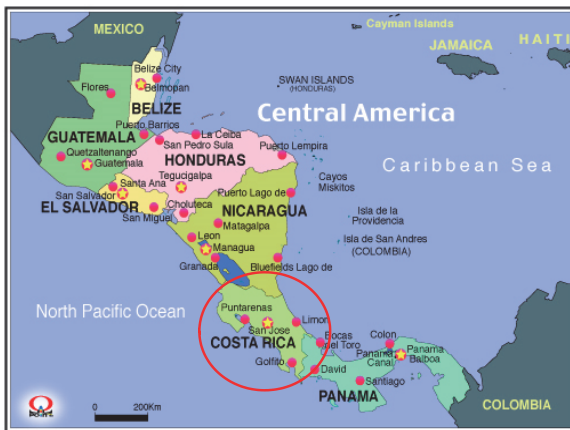 MEXICO
Cayman Islands
JAMAICA
HAITI
Belize City
Belmopan
Flores
BELIZE
SWAN ISLANDS
(HONDURAS)
Central America
Puerto Barrios
La Ceiba
GUATEMALA
San Pedro Sula
Puerto Lempira
Quetzaltenango
Guatemala
HONDURAS
Caribbean Sea
Tegucigalpa
Santa Ana
Cayos
Miskitos
San Salvador
Puerto Lago de
EL SALVADOR
Choluteca
NICARAGUA
San Miguel
Matagalpa
Isla de la
Providencia
Leon
Managua
Isla de San Andres
(COLOMBIA)
Granada
Bluefields Lago de
North Pacific Ocean
Puntarenas
Limon
San Jose
COSTA RICA
Bocas
del Toro
Colon
Panama
Canal
Panama
Balboa
Golfito
David
Santiago
PANAMA
COLOMBIA
0
200Km